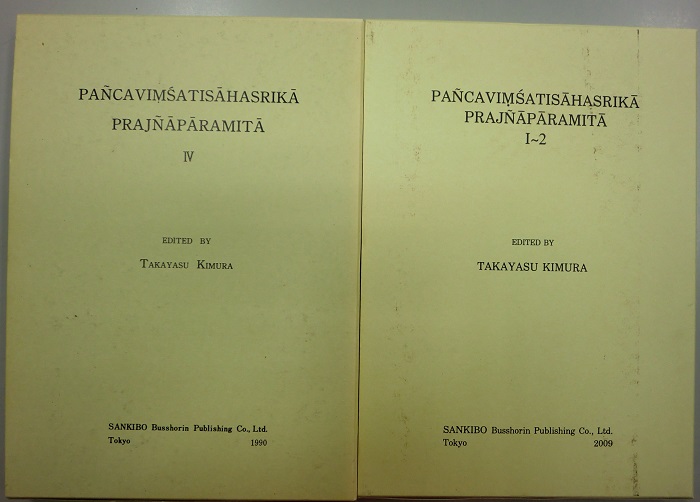 PAÑCAVIṂŚATISĀHASRIKĀ
PRAJÑĀPĀRAMITĀ
IV
EDITED BY
TAKAYASU KIMURA
SANKIBO Busshorin Publishing Co., Ltd.
Tokyo 1990
PAÑCAVIṂŚATISĀHASRIKĀ
PRAJÑĀPĀRAMITĀ
I~2
EDITED BY
TAKAYASU KIMURA
SANKIBO Busshorin Publishing Co., Ltd.
Tokyo 2009